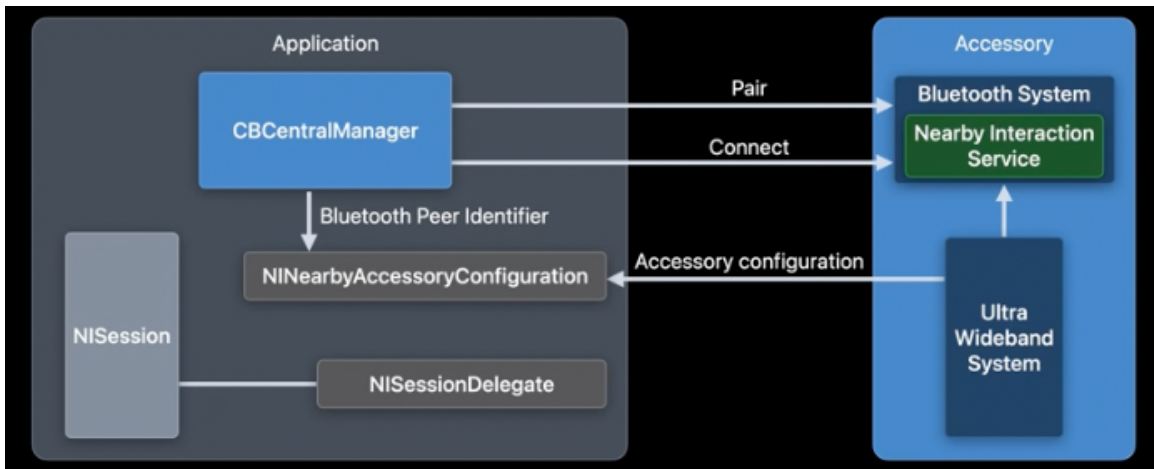 Application
Accessory
CBCentralManager
Pair
Connect
Bluetooth System
Nearby Interaction
Service
Bluetooth Peer Identifier
NINearbyAccessoryConfiguration
Accessory configuration
NISession
NISessionDelegate
Ultra
Wideband
System